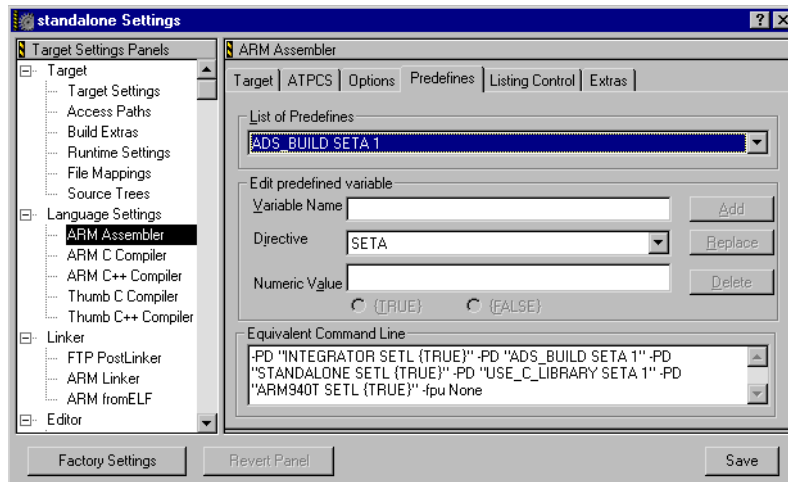 standalone Settings
Target Settings Panels
Target
Target Settings
Access Paths
Build Extras
Runtime Settings
File Mappings
Source Trees
Language Settings
ARM Assembler
ARM C Compiler
ARM C++ Compiler
Thumb C Compiler
Thumb C++ Compiler
Linker
FTP PostLinker
ARM Linker
ARM fromELF
Editor
ARM Assembler
Target ATPCS Options Predefines Listing Control Extras
List of Predefines
ADS_BUILD SETA 1
Edit predefined variable
Variable Name
Add
Directive
SETA
Replace
Numeric Value
Delete
{TRUE} {FALSE}
Equivalent Command Line
-PD "INTEGRATOR SETL {TRUE}" -PD "ADS_BUILD SETA 1" -PD
"STANDALONE SETL {TRUE}" -PD "USE_C_LIBRARY SETA 1" -PD
"ARM940T SETL {TRUE}" -fpu None
Factory Settings
Revert Panel
Save